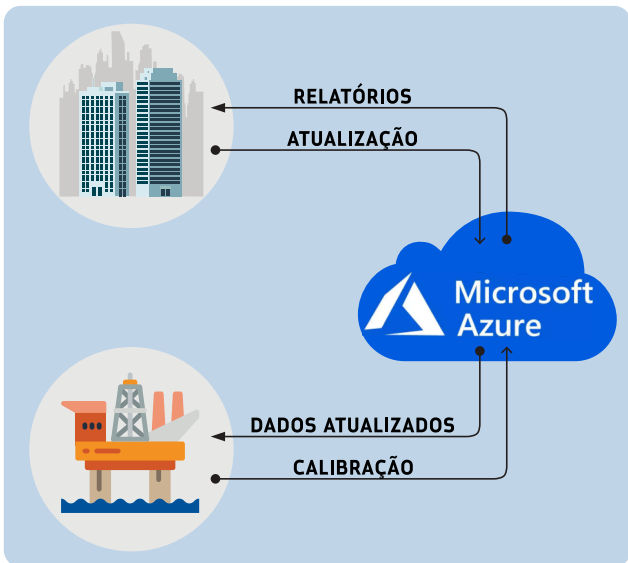 RELATÓRIOS
ATUALIZAÇÃO
Microsoft
Azure
DADOS ATUALIZADOS
CALIBRAÇÃO